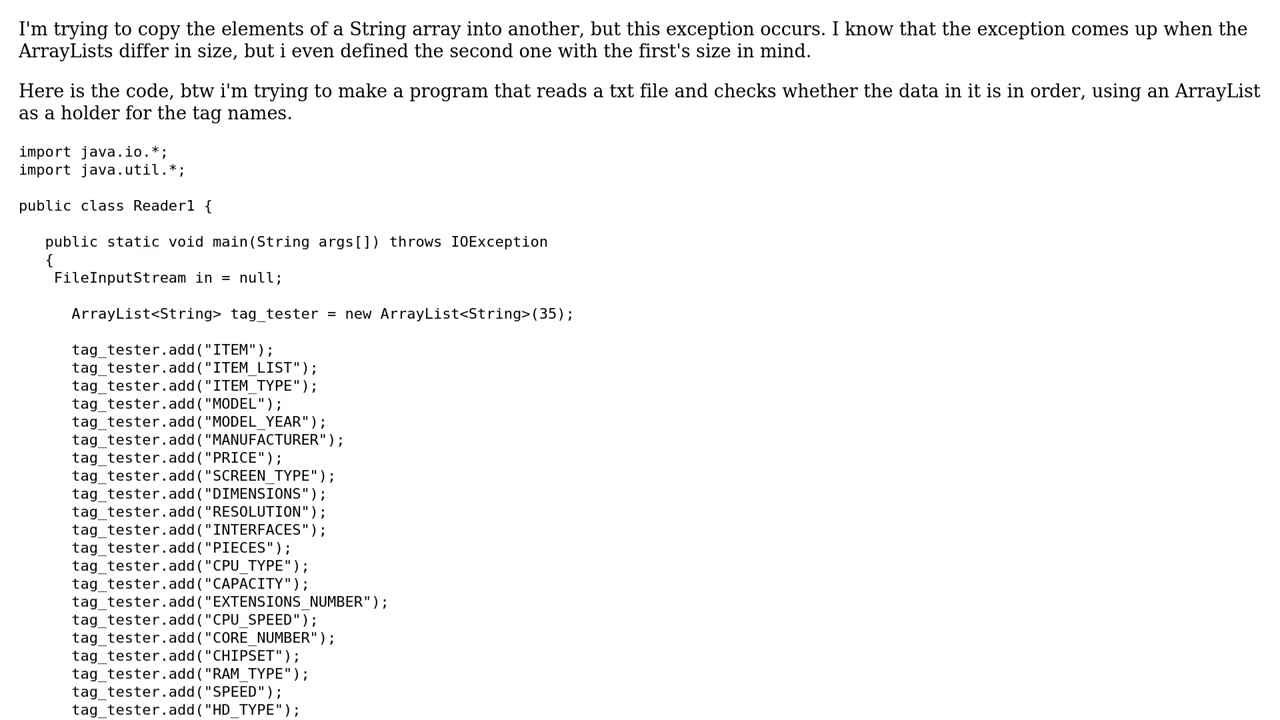 I'm trying to copy the elements of a String array into another, but this exception occurs. I know that the exception comes up when the
ArrayLists differ in size, but i even defined the second one with the first's size in mind.
Here is the code, btw i'm trying to make a program that reads a txt file and checks whether the data in it is in order, using an ArrayList
as a holder for the tag names.
import java.io.*;
import java.util.*;
public class Reader1 {
public static void main(String args[]) throws IOException
{
FileInputStream in = null;
ArrayList<String> tag_tester = new ArrayList<String>(35);
tag_tester.add("ITEM");
tag_tester.add("ITEM_LIST");
tag_tester.add("ITEM_TYPE");
tag_tester.add("MODEL");
tag_tester.add("MODEL_YEAR");
tag_tester.add("MANUFACTURER");
tag_tester.add("PRICE");
tag_tester.add("SCREEN_TYPE");
tag_tester.add("DIMENSIONS");
tag_tester.add("RESOLUTION");
tag_tester.add("INTERFACES");
tag_tester.add("PIECES");
tag_tester.add("CPU_TYPE");
tag_tester.add("CAPACITY");
tag_tester.add("EXTENSIONS_NUMBER");
tag_tester.add("CPU_SPEED");
tag_tester.add("CORE_NUMBER");
tag_tester.add("CHIPSET");
tag_tester.add("RAM_TYPE");
tag_tester.add("SPEED");
tag_tester.add("HD_TYPE");